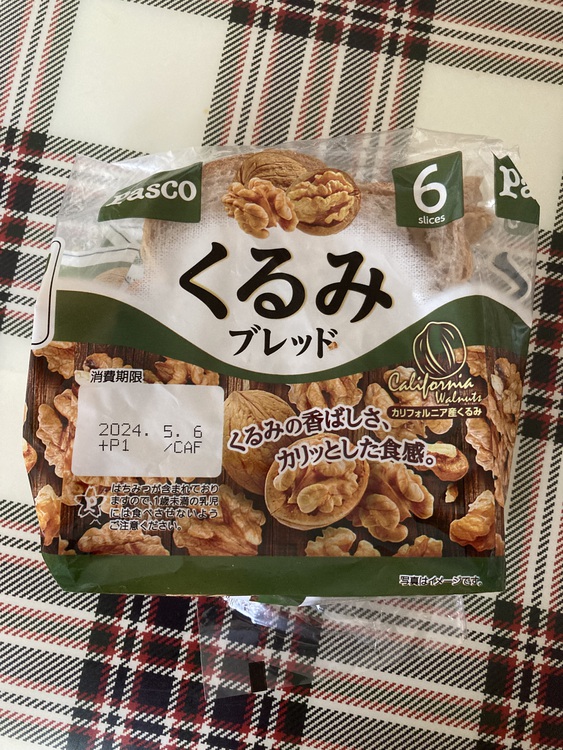 Pasco
6
slices
Pa
くるみ
ブレッド
California
Walnuts
カリフォルニア産くるみ
消費期限
2024. 5. 6
+P1 /CAF
くるみの香ばしさ、
カリッとした食感。
はちみつが含まれており
ますので、1歳未満の乳児
には食べさせないよう
ご注意ください。
写真はイメージです。